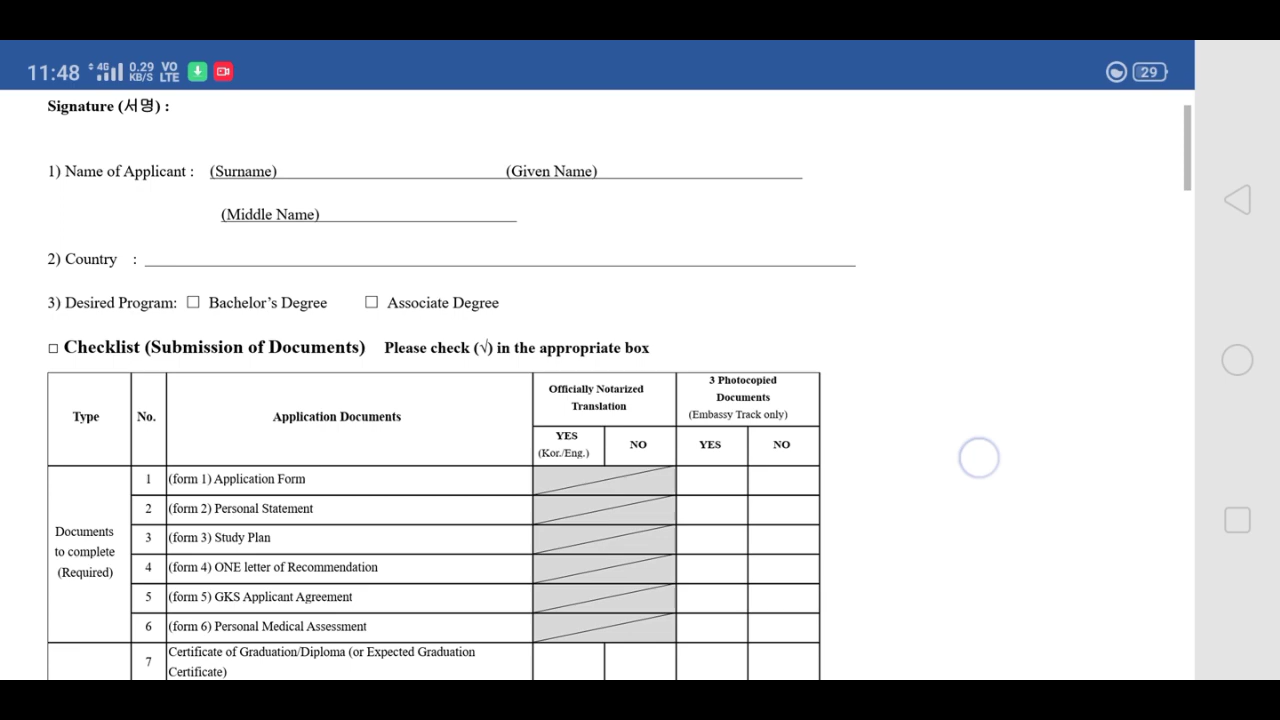 11:48 4G 0.29 KB/S VO LTE 29
Signature (서명) :
1) Name of Applicant : (Surname) (Given Name)
(Middle Name)
2) Country :
3) Desired Program: □ Bachelor’s Degree □ Associate Degree
□ Checklist (Submission of Documents) Please check (√) in the appropriate box
Type No. Application Documents
Officially Notarized
Translation
3 Photocopied
Documents
(Embassy Track only)
YES
(Kor./Eng.)
NO
YES
NO
Documents
to complete
(Required)
1 (form 1) Application Form
2 (form 2) Personal Statement
3 (form 3) Study Plan
4 (form 4) ONE letter of Recommendation
5 (form 5) GKS Applicant Agreement
6 (form 6) Personal Medical Assessment
7 Certificate of Graduation/Diploma (or Expected Graduation
Certificate)